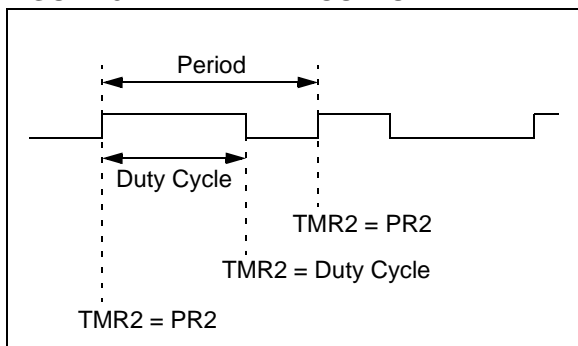 Period
Duty Cycle
TMR2 = PR2
TMR2 = Duty Cycle
TMR2 = PR2